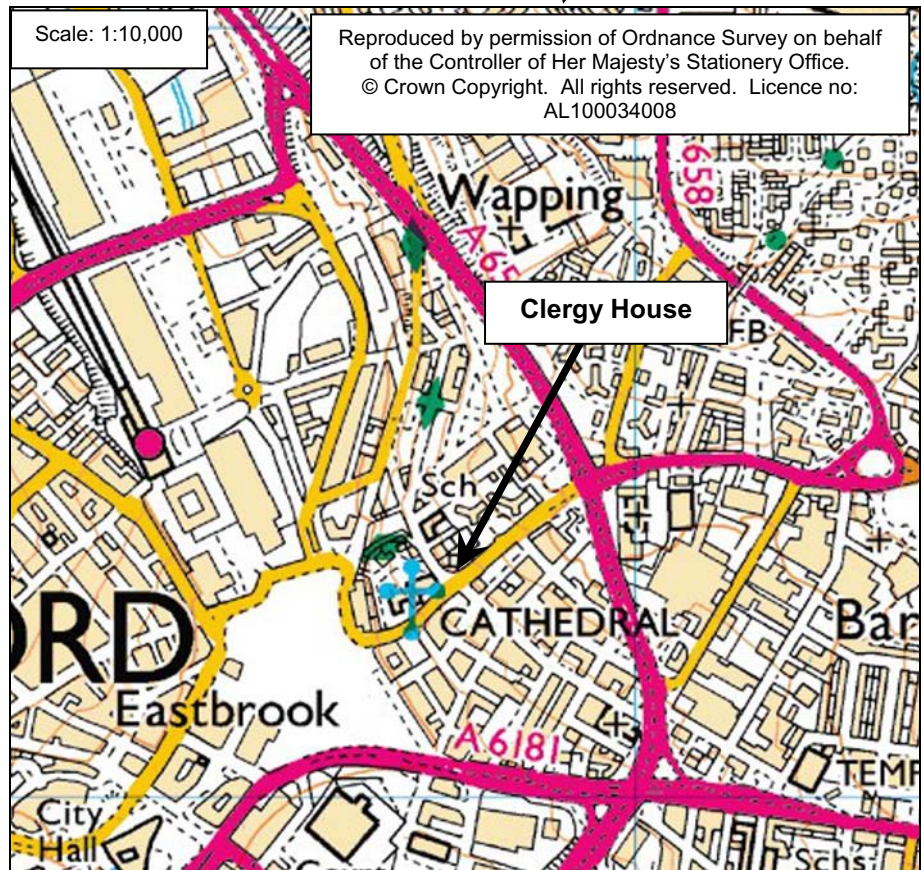 Scale: 1:10,000
Reproduced by permission of Ordnance Survey on behalf
of the Controller of Her Majesty's Stationery Office.
© Crown Copyright. All rights reserved. Licence no:
AL100034008
658
Wapping
A 65
Clergy House
FB
Sch
CATHEDRAL
ORD
Bar
Eastbrook
A 6181
TEMP
City
Hall
Schs